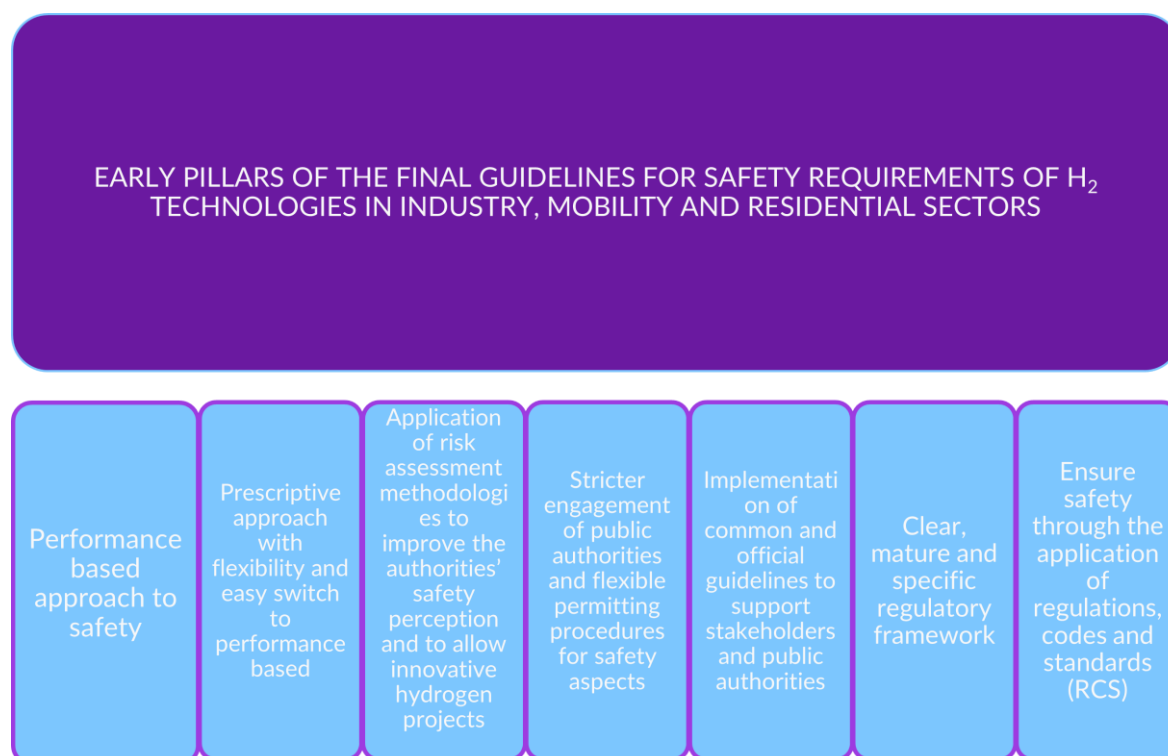 EARLY PILLARS OF THE FINAL GUIDELINES FOR SAFETY REQUIREMENTS OF H₂
TECHNOLOGIES IN INDUSTRY, MOBILITY AND RESIDENTIAL SECTORS
Performance
based
approach to
safety
Prescriptive
approach
with
flexibility and
easy switch
to
performance
based
Application
of risk
assessment
methodologi
es to
improve the
authorities’
safety
perception
and to allow
innovative
hydrogen
projects
Stricter
engagement
of public
authorities
and flexible
permitting
procedures
for safety
aspects
Implementati
on of
common and
official
guidelines to
support
stakeholders
and public
authorities
Clear,
mature and
specific
regulatory
framework
Ensure
safety
through the
application
of
regulations,
codes and
standards
(RCS)